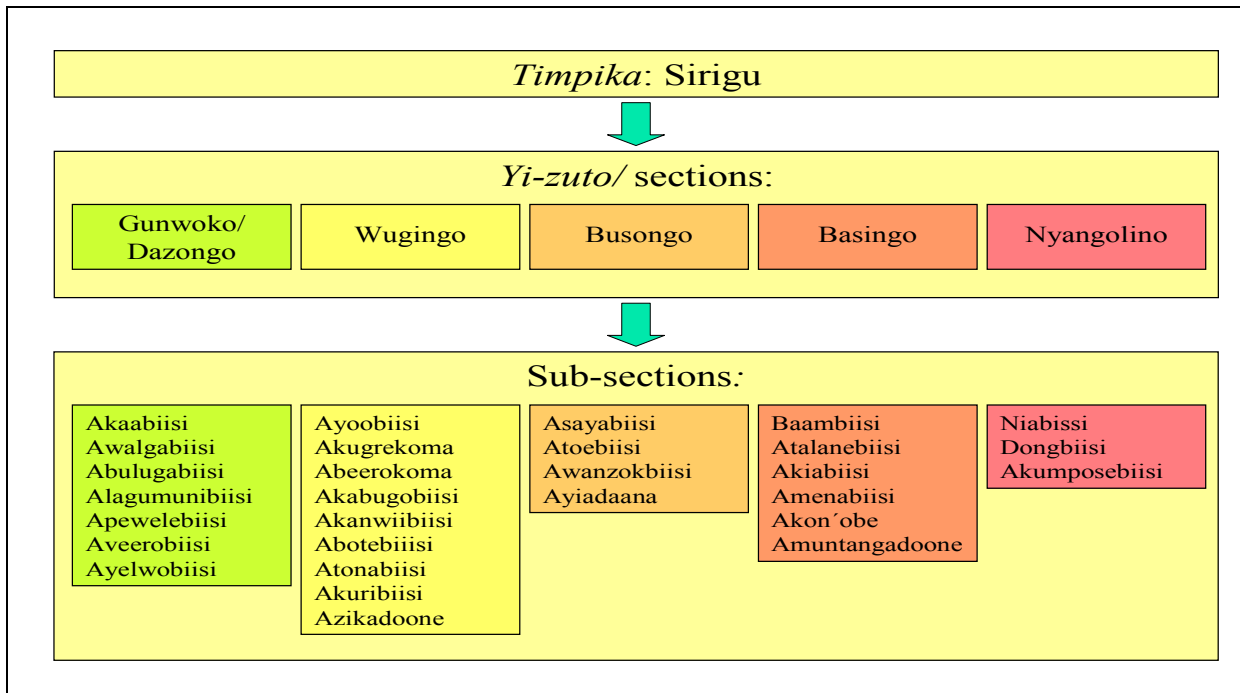 Timpika: Sirigu
Yi-zuto/ sections:
Gunwoko/
Dazongo
Wugingo
Busongo
Basingo
Nyangolino
Sub-sections:
Akaabiisi
Awalgabiisi
Abulugabiisi
Alagumunibiisi
Apewelebiisi
Aveerobiisi
Ayelwobiisi
Ayoobiisi
Akugrekoma
Abeerokoma
Akabugobiisi
Akanwiibiisi
Abotebiiisi
Atonabiisi
Akuribiisi
Azikadoone
Asayabiisi
Atoebiisi
Awanzokbiisi
Ayiadaana
Baambiisi
Atalanebiisi
Akiabiisi
Amenabiisi
Akon´obe
Amuntangadoone
Niabissi
Dongbiisi
Akumposebiisi